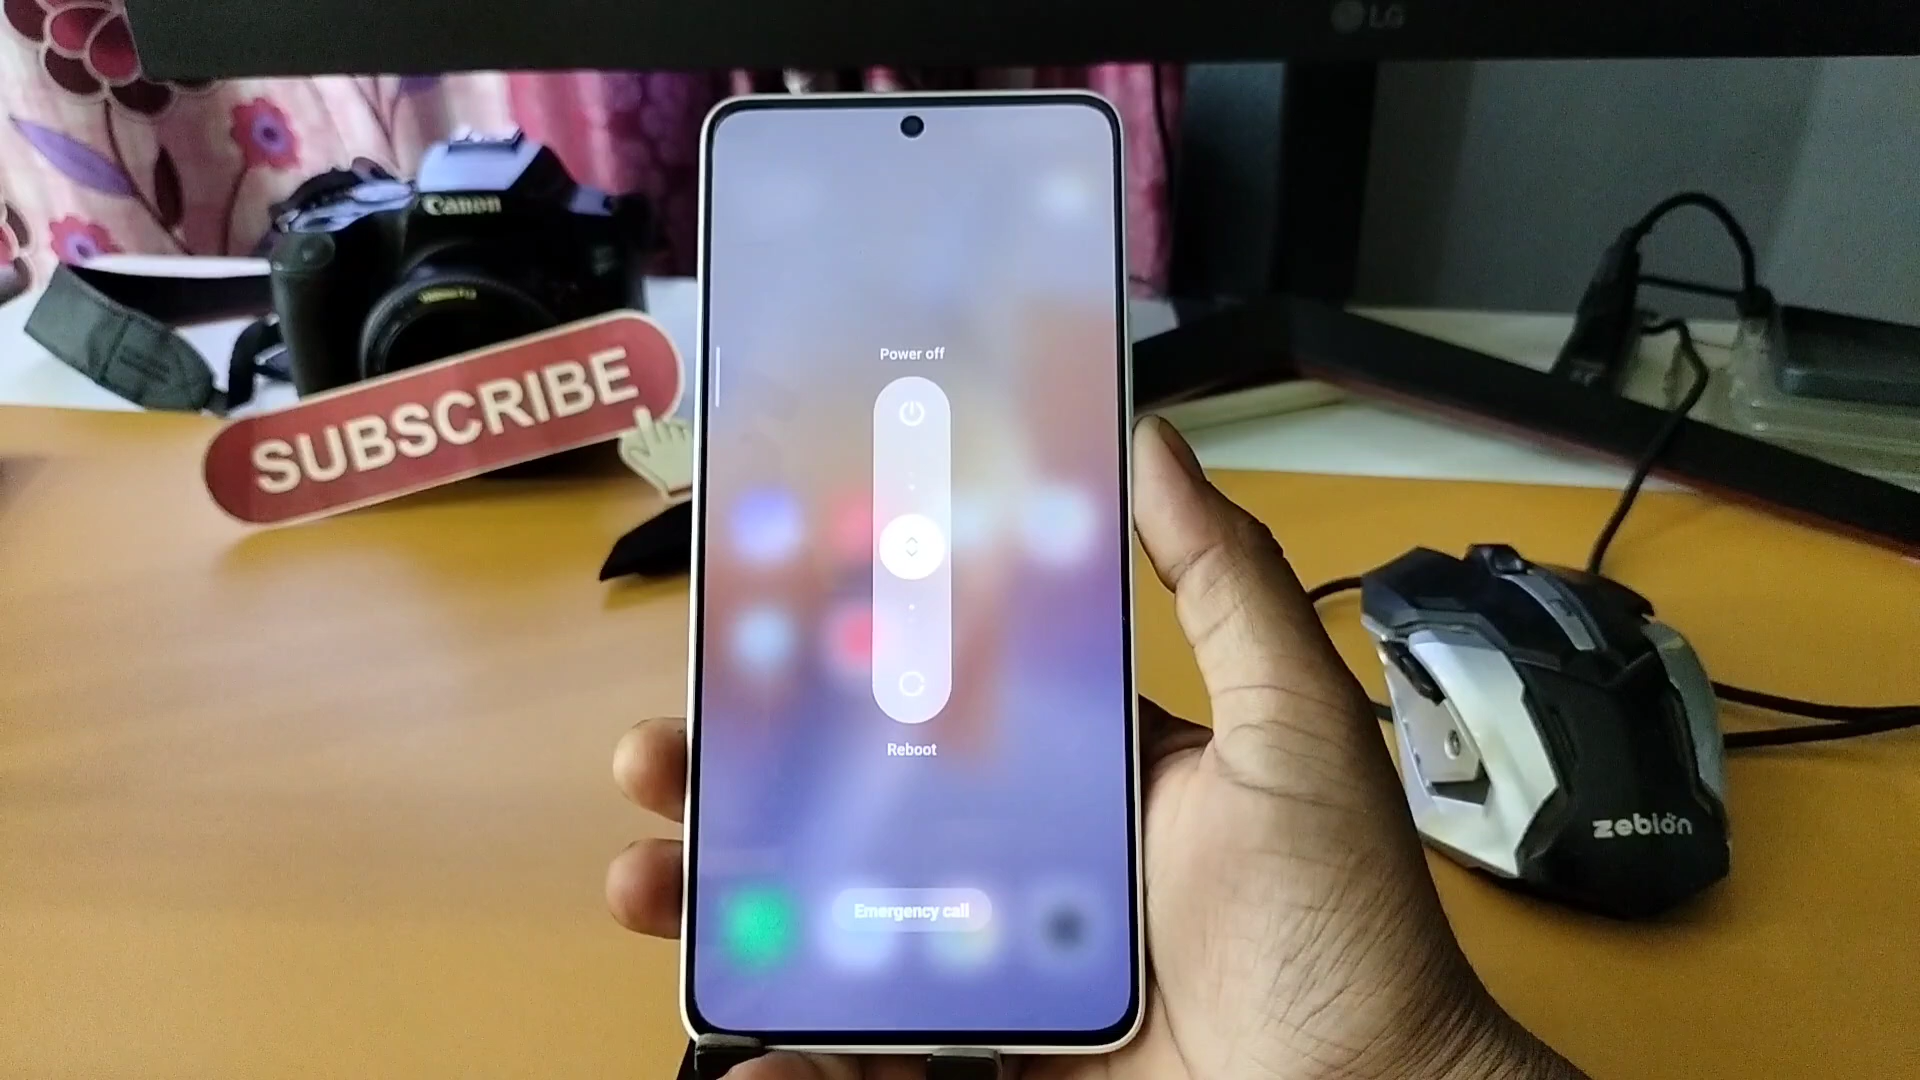 LG
Canon
SUBSCRIBE
Power off
Reboot
Emergency call
zebion